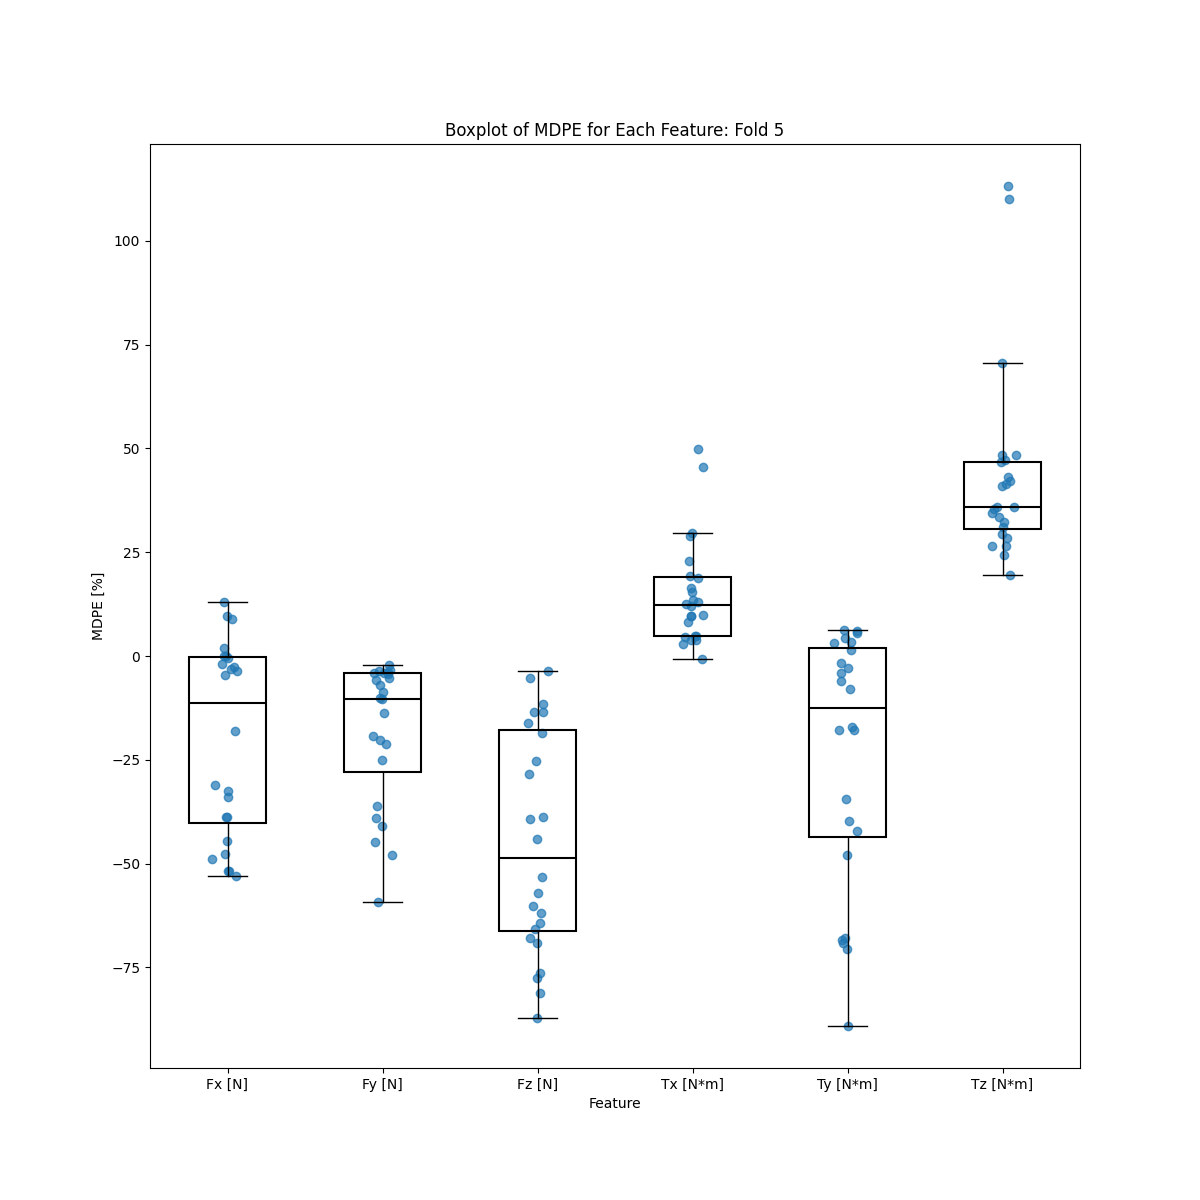 Boxplot of MDPE for Each Feature: Fold 5
MDPE [%]
100
75
50
25
0
−25
−50
−75
Fx [N]
Fy [N]
Fz [N]
Tx [N*m]
Ty [N*m]
Tz [N*m]
Feature